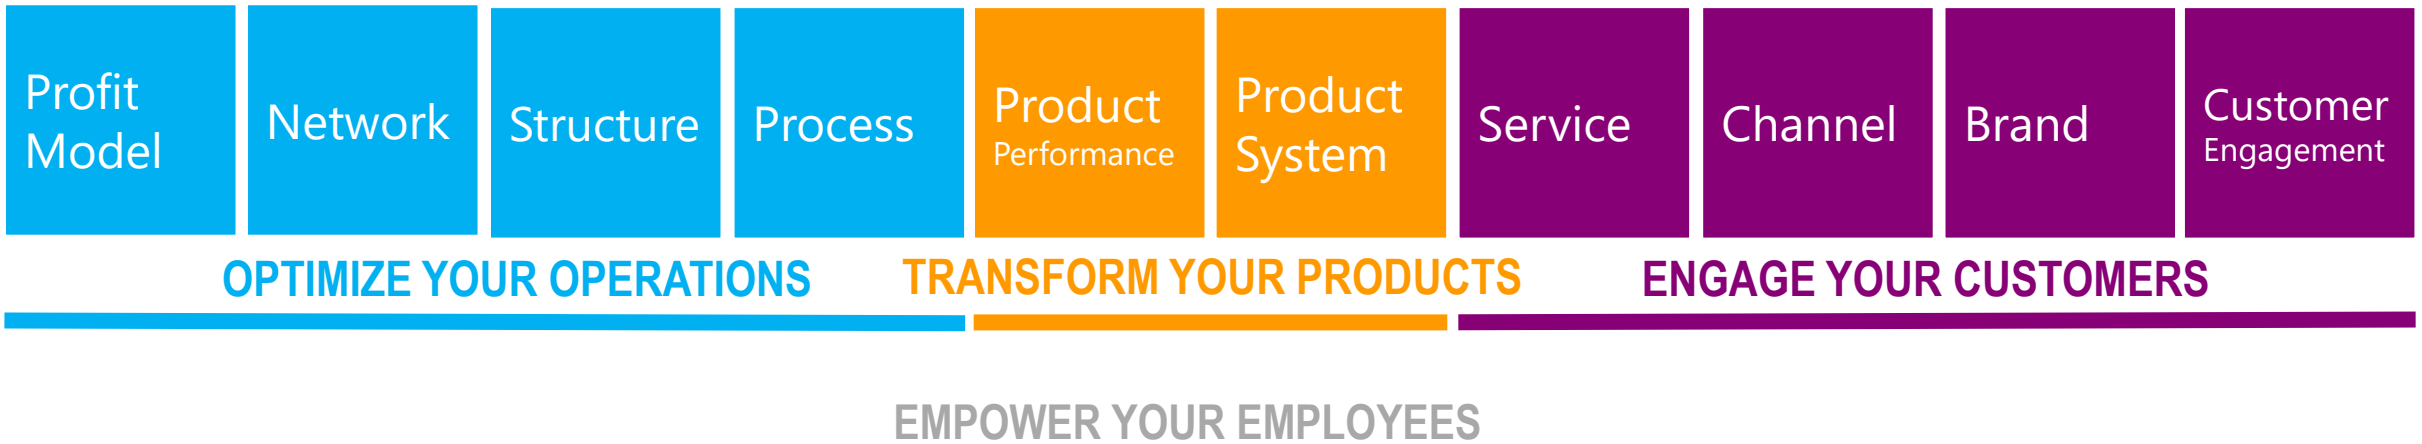 Profit
Model
Network
Structure
Process
Product
Performance
Product
System
Service
Channel
Brand
Customer
Engagement
OPTIMIZE YOUR OPERATIONS
TRANSFORM YOUR PRODUCTS
ENGAGE YOUR CUSTOMERS
EMPOWER YOUR EMPLOYEES